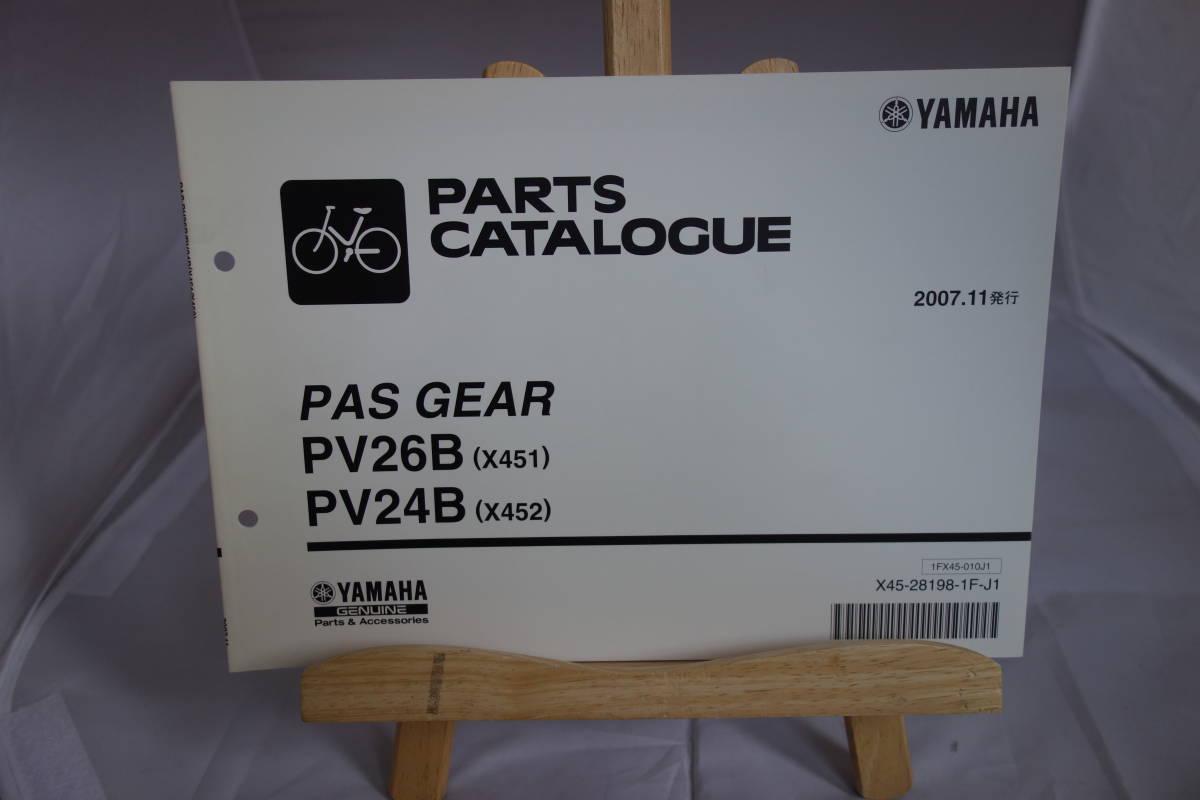 YAMAHA
PARTS
CATALOGUE
2007.11発行
PAS GEAR
PV26B (X451)
PV24B (X452)
YAMAHA
GENUINE
Parts & Accessories
1FX45-010J1
X45-28198-1F-J1